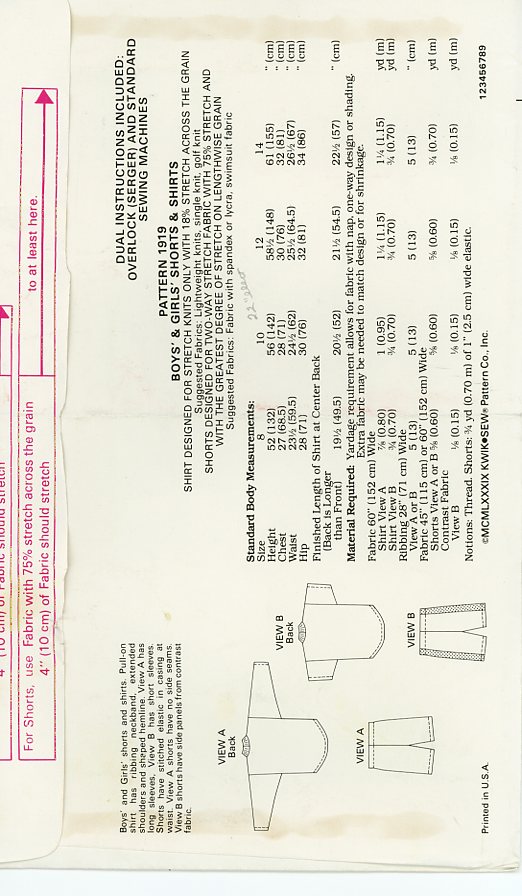 4" (10 cm) of Fabric should stretch
to at least here.
For Shorts, use Fabric with 75% stretch across the grain
4" (10 cm) of Fabric should stretch
DUAL INSTRUCTIONS INCLUDED:
OVERLOCK (SERGER) AND STANDARD
SEWING MACHINES
PATTERN 1919
BOYS' & GIRLS' SHORTS & SHIRTS
SHIRT DESIGNED FOR STRETCH KNITS ONLY WITH 18% STRETCH ACROSS THE GRAIN
Suggested Fabrics: Lightweight knits, single knit, golf knit
SHORTS DESIGNED FOR TWO-WAY STRETCH FABRIC WITH 75% STRETCH AND
WITH THE GREATEST DEGREE OF STRETCH ON LENGTHWISE GRAIN
Suggested Fabrics: Fabric with spandex or lycra, swimsuit fabric
22"
Standard Body Measurements:
Size 8 10 12 14
Height 52 (132) 56 (142) 58½ (148) 61 (155) " (cm)
Chest 27 (68.5) 28 (71) 30 (76) 32 (81) " (cm)
Waist 23½ (59.5) 24½ (62) 25½ (64.5) 26½ (67) " (cm)
Hip 28 (71) 30 (76) 32 (81) 34 (86) " (cm)
Finished Length of Shirt at Center Back
(Back is Longer
than Front) 19½ (49.5) 20½ (52) 21½ (54.5) 22½ (57) " (cm)
Material Required: Yardage requirement allows for fabric with nap, one-way design or shading.
Extra fabric may be needed to match design or for shrinkage.
Fabric 60" (152 cm) Wide
Shirt View A ⅞ (0.80) 1 (0.95) 1¼ (1.15) 1¼ (1.15) yd (m)
Shirt View B ¾ (0.70) ¾ (0.70) ¾ (0.70) ¾ (0.70) yd (m)
Ribbing 28" (71 cm) Wide
View A or B 5 (13) 5 (13) 5 (13) 5 (13) " (cm)
Fabric 45" (115 cm) or 60" (152 cm) Wide
Shorts View A or B ⅝ (0.60) ⅝ (0.60) ⅝ (0.60) ¾ (0.70) yd (m)
Contrast Fabric
View B ⅛ (0.15) ⅛ (0.15) ⅛ (0.15) ⅛ (0.15) yd (m)
Notions: Thread. Shorts: ¾ yd (0.70 m) of 1" (2.5 cm) wide elastic.
©MCMLXXXIX KWIK•SEW® Pattern Co., Inc.
123456789
Boys' and Girls' shorts and shirts. Pull-on
shirt has ribbing neckband, extended
shoulders and shaped hemline. View A has
long sleeves, View B has short sleeves.
Shorts have stitched elastic in casing at
waist. View A shorts have no side seams.
View B shorts have side panels from contrast
fabric.
VIEW A
Back
VIEW B
Back
VIEW A
VIEW B
Printed in U.S.A.